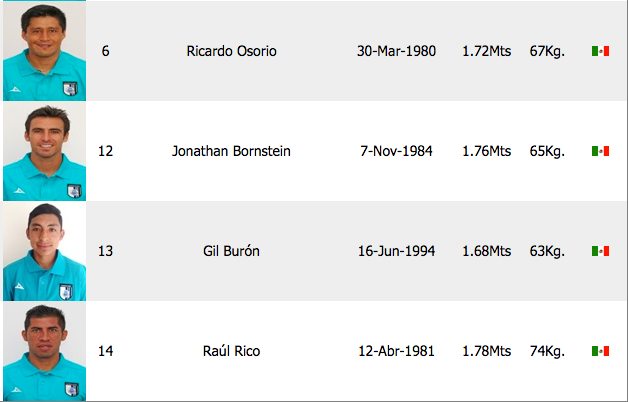 6 Ricardo Osorio 30-Mar-1980 1.72Mts 67Kg.
12 Jonathan Bornstein 7-Nov-1984 1.76Mts 65Kg.
13 Gil Burón 16-Jun-1994 1.68Mts 63Kg.
14 Raúl Rico 12-Abr-1981 1.78Mts 74Kg.